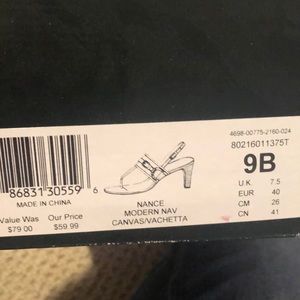 4698-00775-2160-024
80216011375T
9B
UK 7.5
EUR 40
CM 26
CN 41
86831 30559 6
MADE IN CHINA
Value Was Our Price
$79.00 $59.99
NANCE
MODERN NAV
CANVAS/VACHETTA